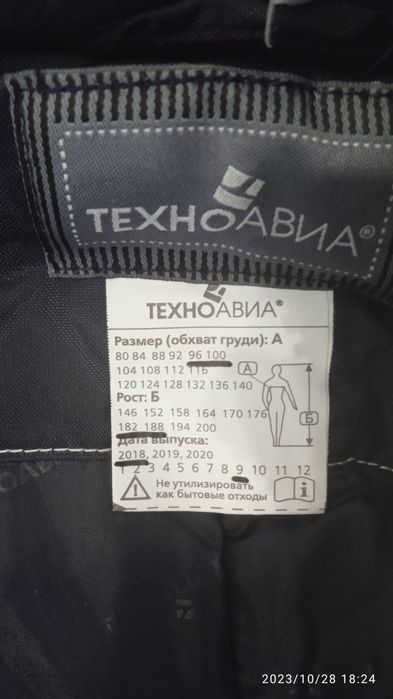 ТЕХНОАВИА®
ТЕХНОАВИА®
Размер (обхват груди): А
80 84 88 92 96 100
104 108 112 116
120 124 128 132 136 140
А
Рост: Б
146 152 158 164 170 176
182 188 194 200
Б
Дата выпуска:
2018, 2019, 2020
1 2 3 4 5 6 7 8 9 10 11 12
Не утилизировать
как бытовые отходы
2023/10/28 18:24